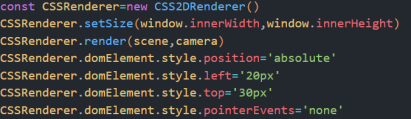 const CSSRenderer=new CSS2DRenderer()
CSSRenderer.setSize(window.innerWidth,window.innerHeight)
CSSRenderer.render(scene,camera)
CSSRenderer.domElement.style.position='absolute'
CSSRenderer.domElement.style.left='20px'
CSSRenderer.domElement.style.top='30px'
CSSRenderer.domElement.style.pointerEvents='none'